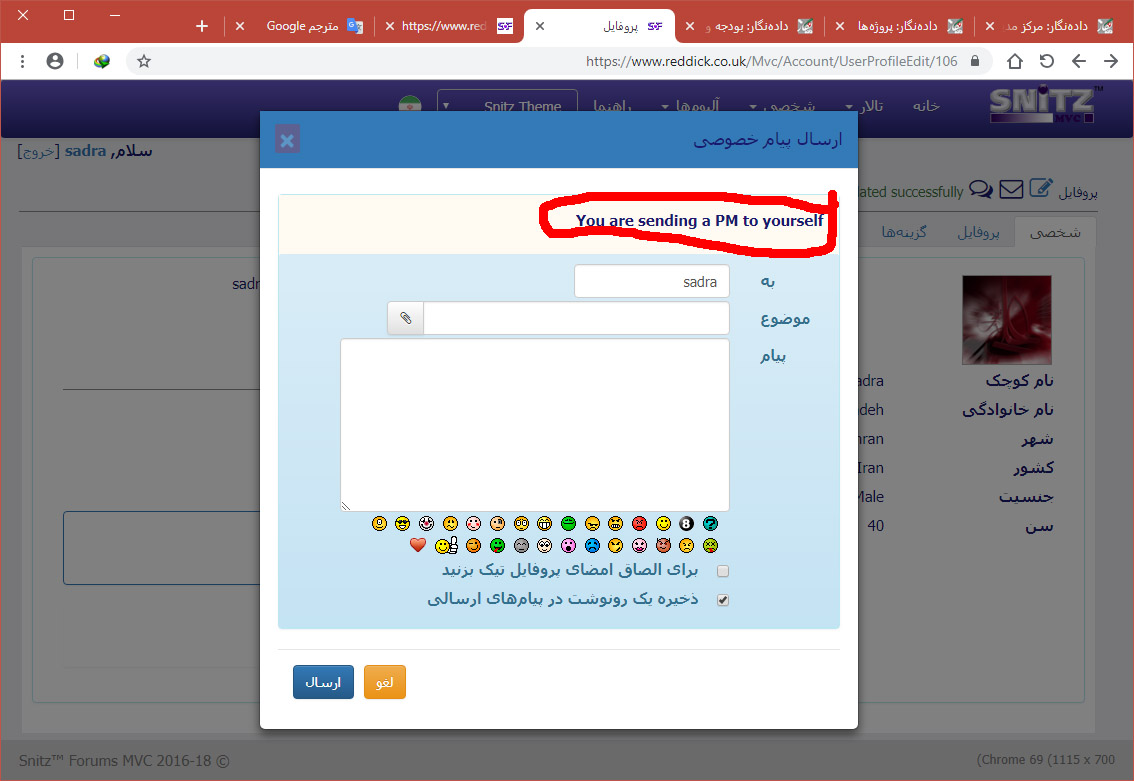 داده‌نگار: مرکز مد
داده‌نگار: پروژه‌ها
داده‌نگار: بودجه و
پروفایل
https://www.red
مترجم Google
https://www.reddick.co.uk/Mvc/Account/UserProfileEdit/106
SNiTZ™
MVC
خانه
تالار
شخصی
آلبوم‌ها
راهنما
Snitz Theme
سلام, sadra [خروج]
پروفایل
ated successfully
شخصی
پروفایل
گزینه‌ها
ارسال پیام خصوصی
You are sending a PM to yourself
به
sadra
موضوع
پیام
برای الصاق امضای پروفایل تیک بزنید
ذخیره یک رونوشت در پیام‌های ارسالی
لغو
ارسال
sadr
نام کوچک
adra
نام خانوادگی
deh
شهر
hran
کشور
Iran
جنسیت
Male
سن
40
Snitz™ Forums MVC 2016-18 ©
(Chrome 69 (1115 x 700